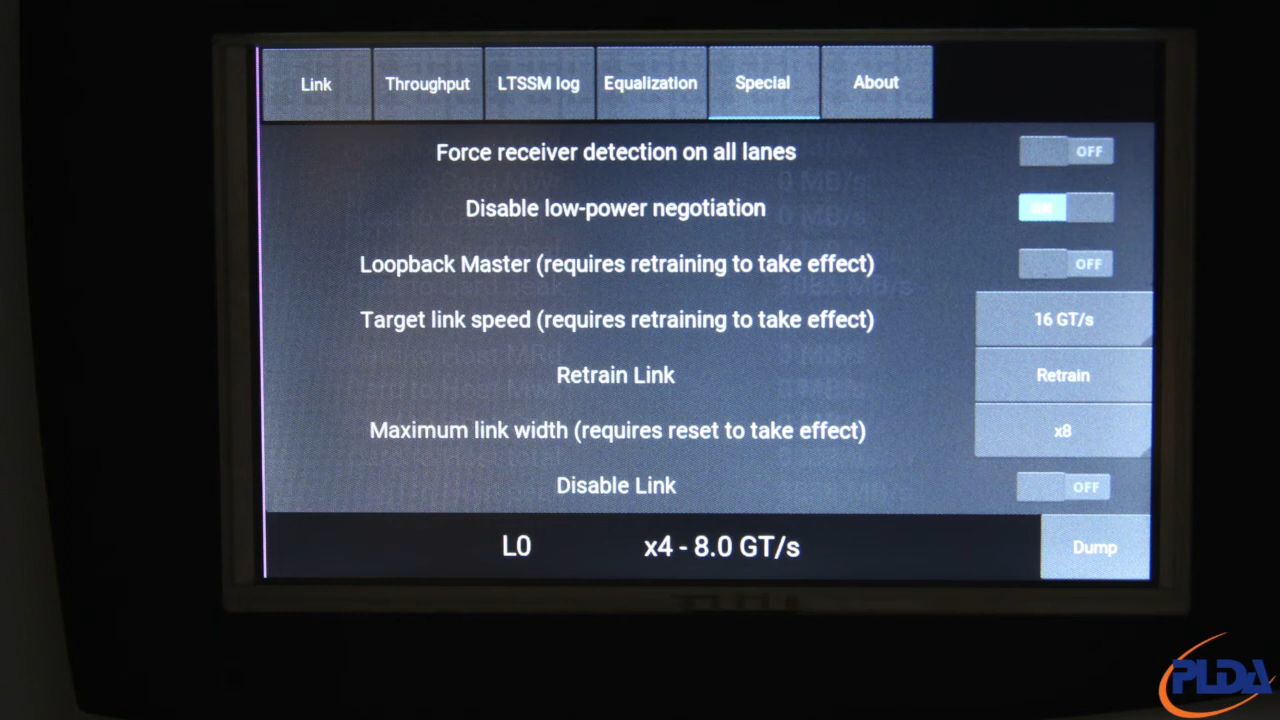 Link Throughput LTSSM log Equalization Special About
Force receiver detection on all lanes OFF
Disable low-power negotiation ON
Loopback Master (requires retraining to take effect) OFF
Target link speed (requires retraining to take effect) 16 GT/s
Retrain Link Retrain
Maximum link width (requires reset to take effect) x8
Disable Link OFF
L0 x4 - 8.0 GT/s Dump
PLDA